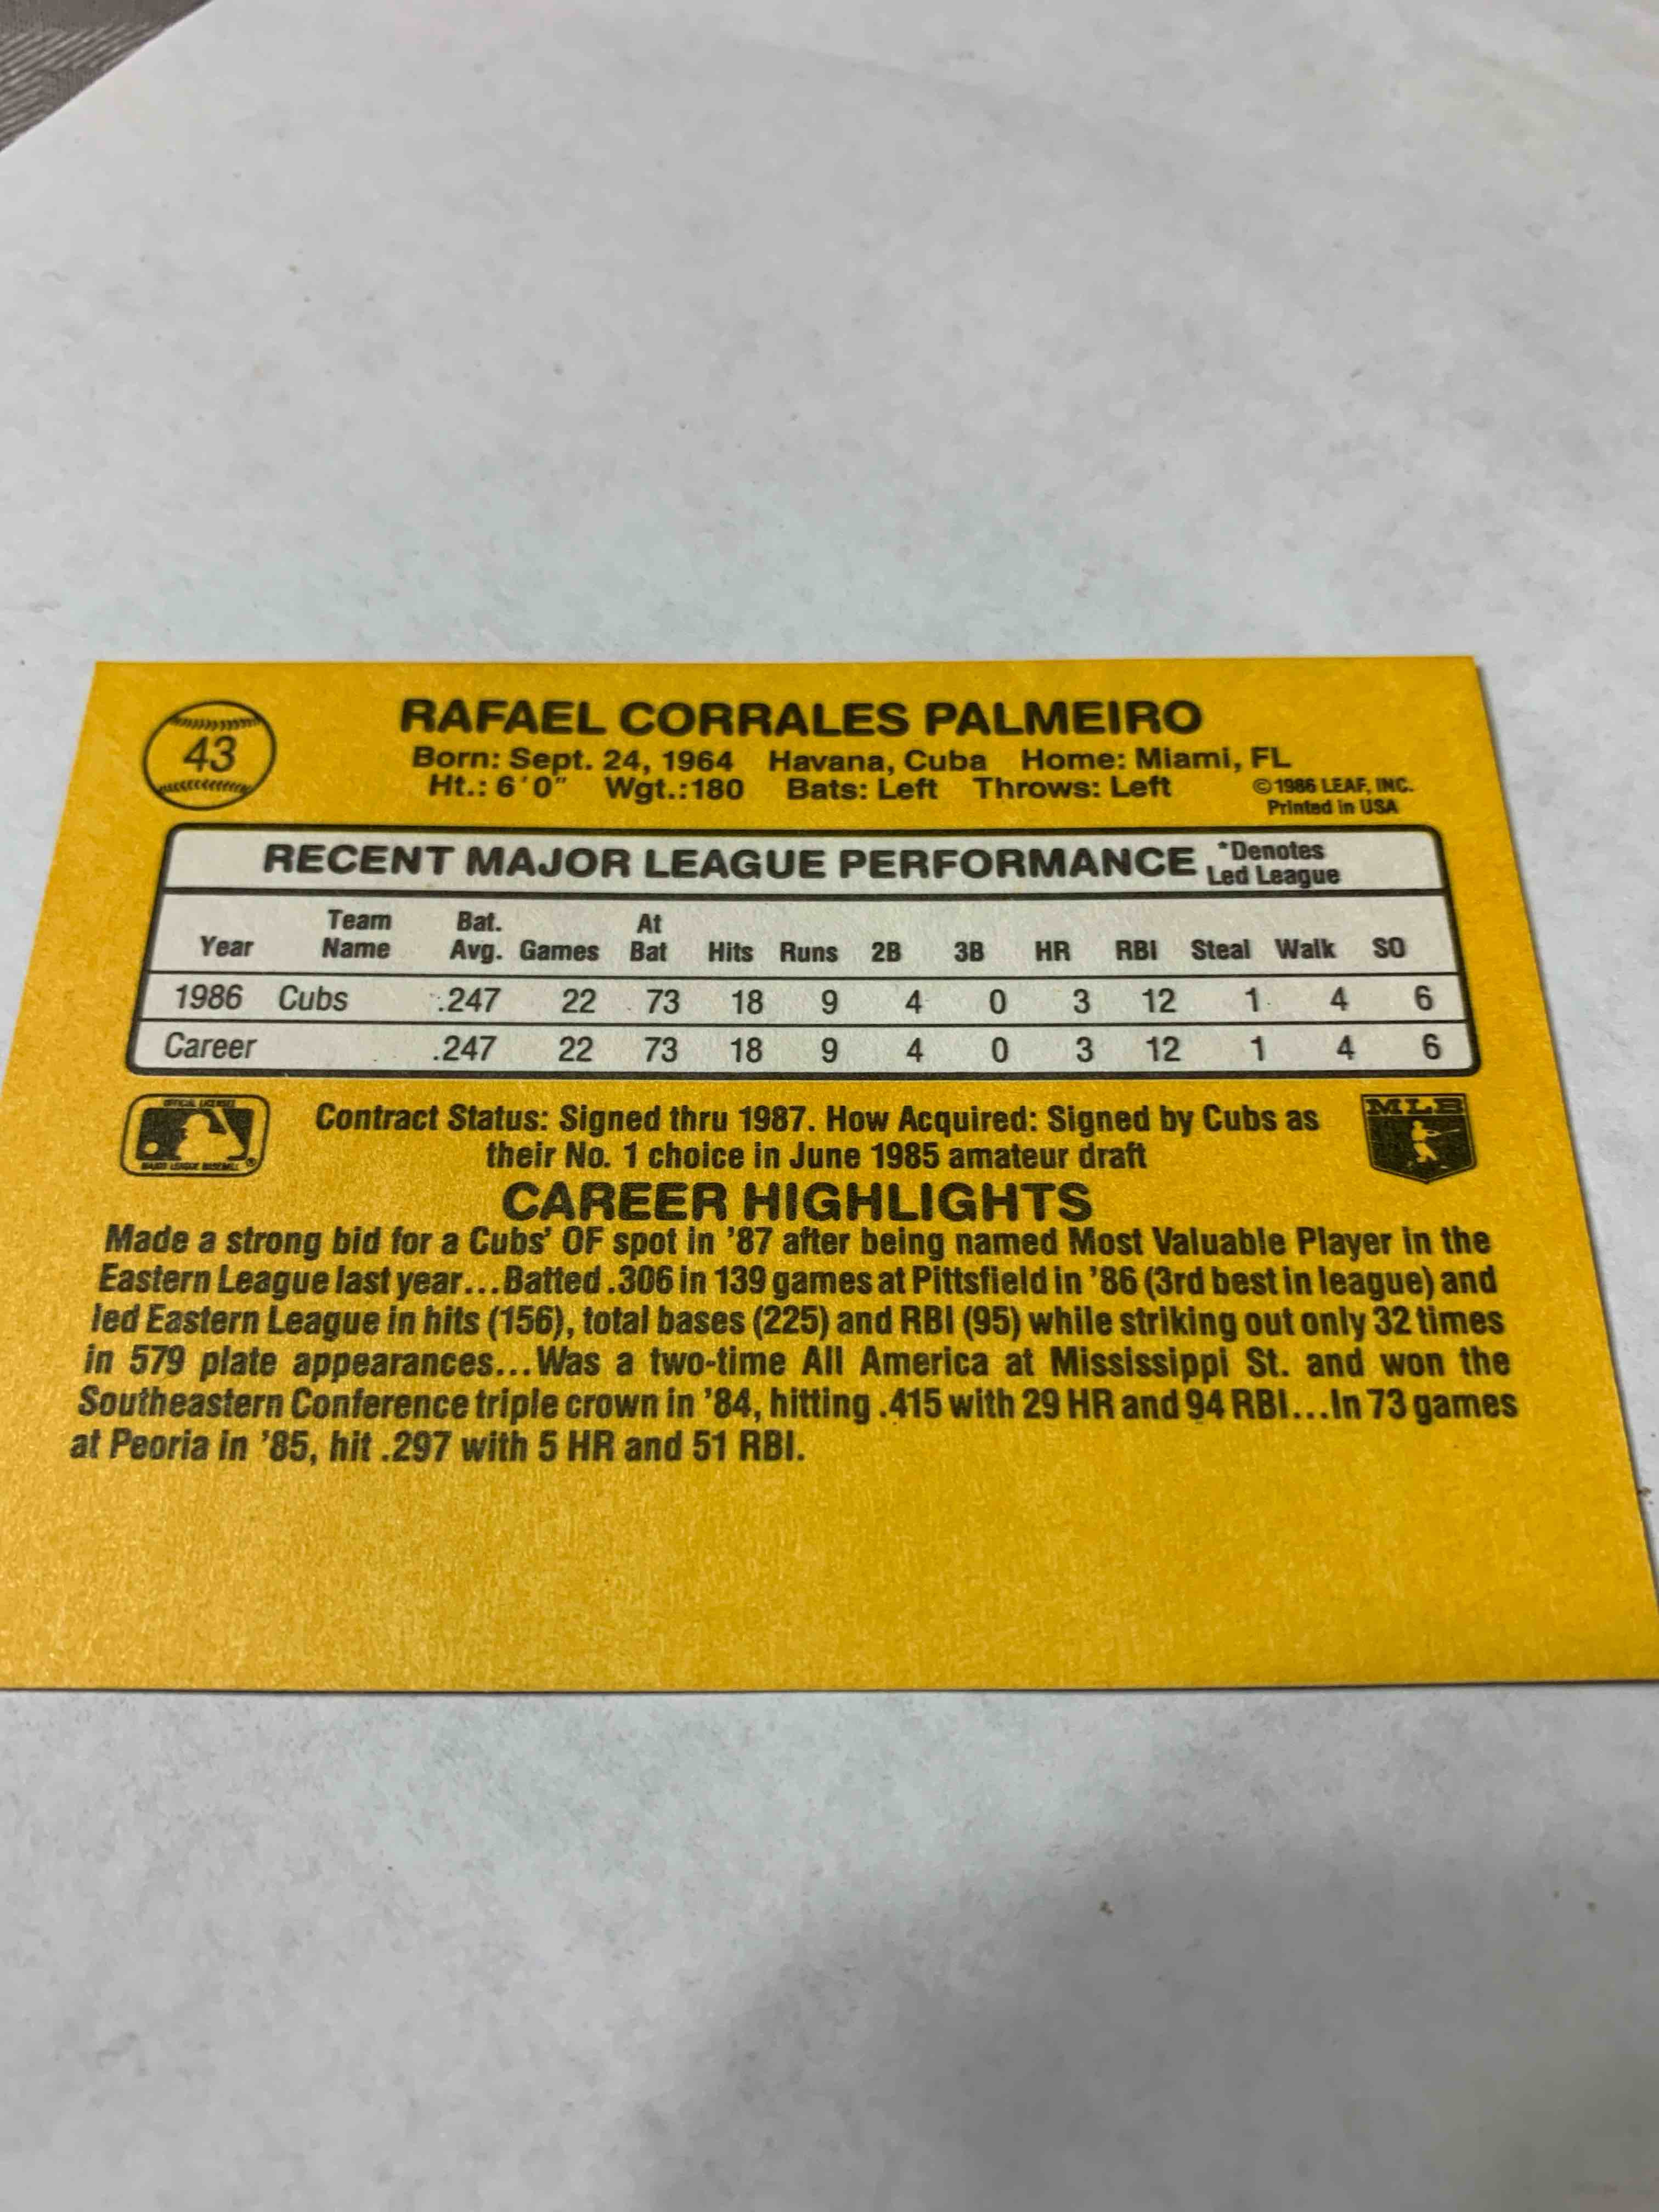 43
RAFAEL CORRALES PALMEIRO
Born: Sept. 24, 1964 Havana, Cuba Home: Miami, FL
Ht.: 6'0" Wgt.:180 Bats: Left Throws: Left
©1986 LEAF, INC.
Printed in USA
RECENT MAJOR LEAGUE PERFORMANCE
*Denotes
Led League
Year Team Name Bat. Avg. Games At Bat Hits Runs 2B 3B HR RBI Steal Walk SO
1986 Cubs .247 22 73 18 9 4 0 3 12 1 4 6
Career .247 22 73 18 9 4 0 3 12 1 4 6
OFFICIAL LICENSEE
MAJOR LEAGUE BASEBALL ®
Contract Status: Signed thru 1987. How Acquired: Signed by Cubs as
their No. 1 choice in June 1985 amateur draft
MLB
CAREER HIGHLIGHTS
Made a strong bid for a Cubs' OF spot in '87 after being named Most Valuable Player in the
Eastern League last year...Batted .306 in 139 games at Pittsfield in '86 (3rd best in league) and
led Eastern League in hits (156), total bases (225) and RBI (95) while striking out only 32 times
in 579 plate appearances...Was a two-time All America at Mississippi St. and won the
Southeastern Conference triple crown in '84, hitting .415 with 29 HR and 94 RBI...In 73 games
at Peoria in '85, hit .297 with 5 HR and 51 RBI.